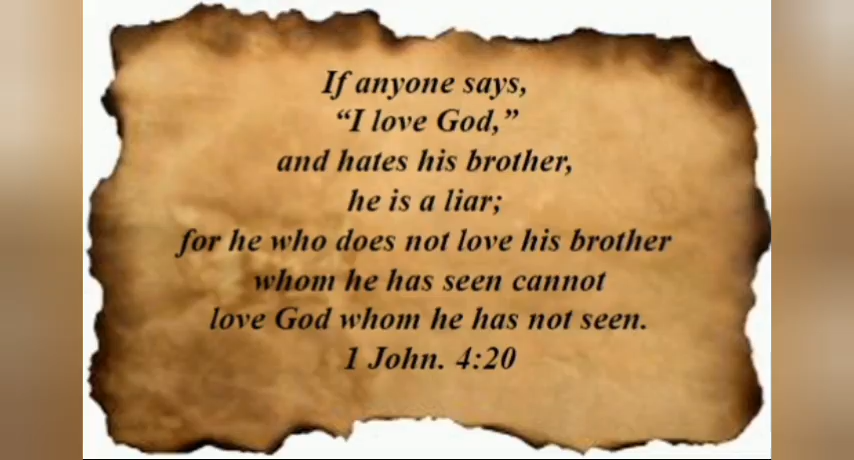 If anyone says,
“I love God,”
and hates his brother,
he is a liar;
for he who does not love his brother
whom he has seen cannot
love God whom he has not seen.
1 John. 4:20